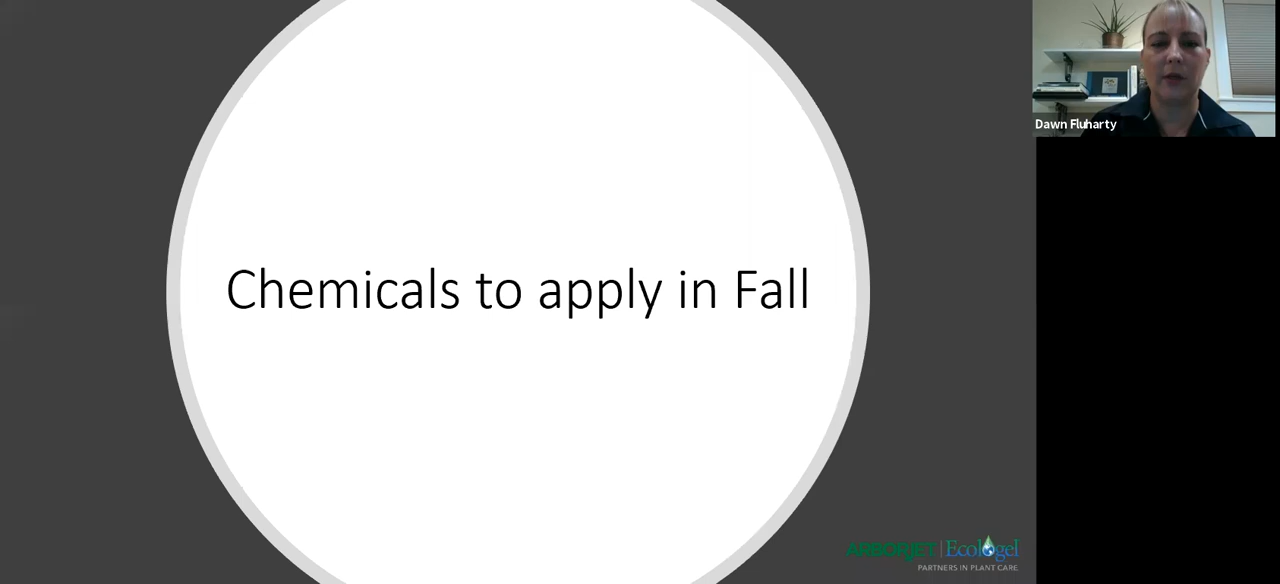 Chemicals to apply in Fall
Dawn Fluharty
ARBORJET | Ecologel
PARTNERS IN PLANT CARE